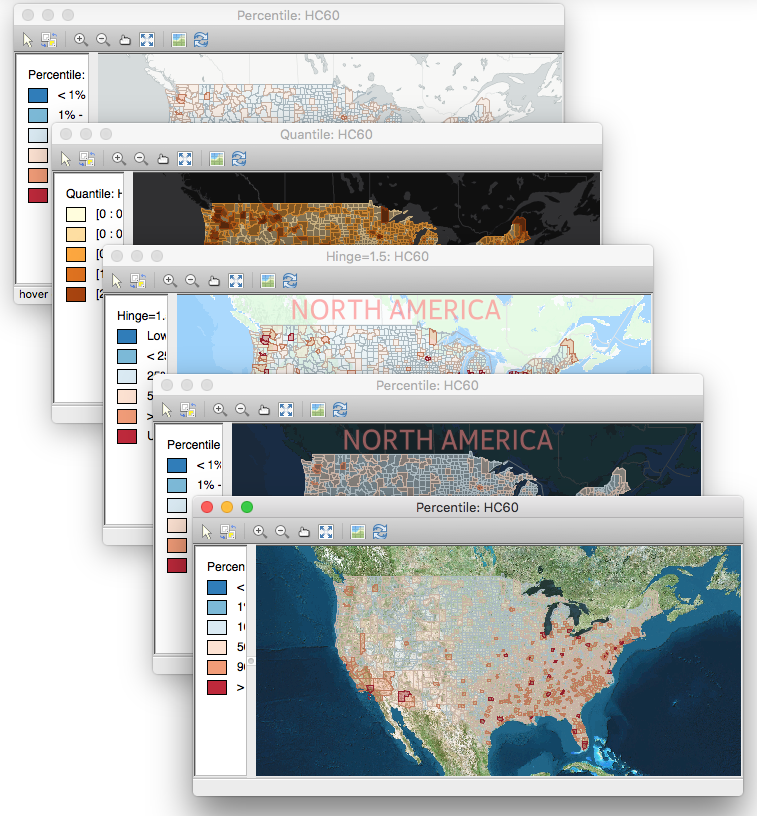 Percentile: HC60
Percentile:
< 1%
1% -
hover
Quantile: HC60
Quantile: H
[0 : 0
[0 : 0
[0
[1
[2
Hinge=1.5: HC60
Hinge=1.
Low
< 25
25%
5
>
U
NORTH AMERICA
Percentile: HC60
Percentile
< 1%
1% -
NORTH AMERICA
Percentile: HC60
Percen
<
1%
10
50
90
>